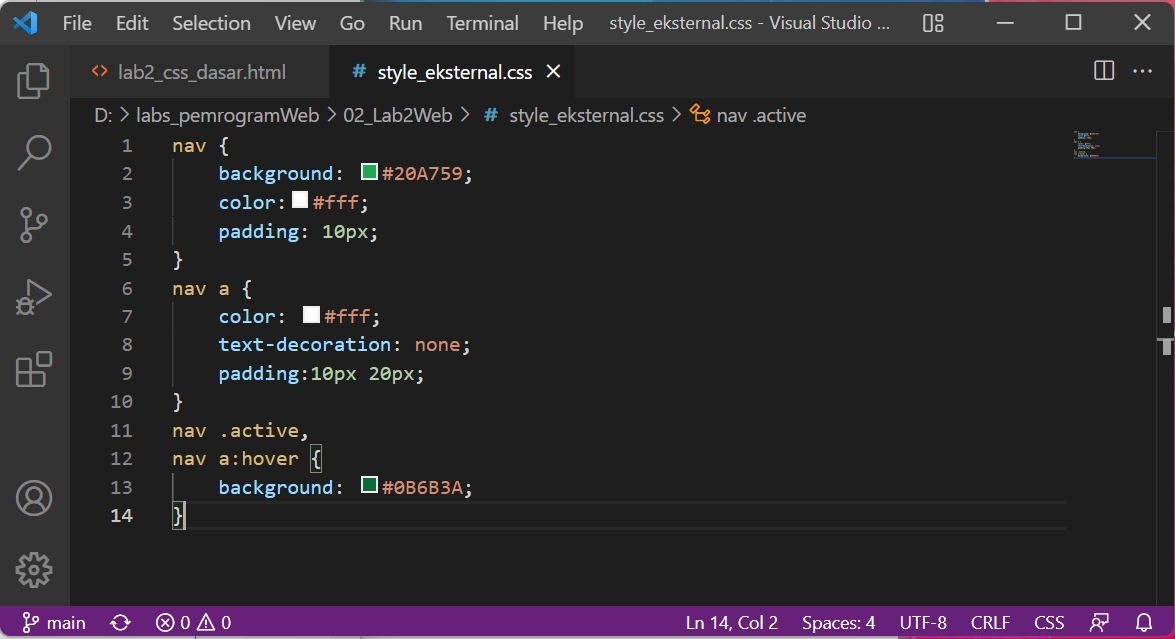 File Edit Selection View Go Run Terminal Help style_eksternal.css - Visual Studio ...
lab2_css_dasar.html # style_eksternal.css
D: > labs_pemrogramWeb > 02_Lab2Web > # style_eksternal.css > nav .active
1 nav {
2 background: #20A759;
3 color: #fff;
4 padding: 10px;
5 }
6 nav a {
7 color: #fff;
8 text-decoration: none;
9 padding:10px 20px;
10 }
11 nav .active,
12 nav a:hover {
13 background: #0B6B3A;
14 }
main 0 0 Ln 14, Col 2 Spaces: 4 UTF-8 CRLF CSS